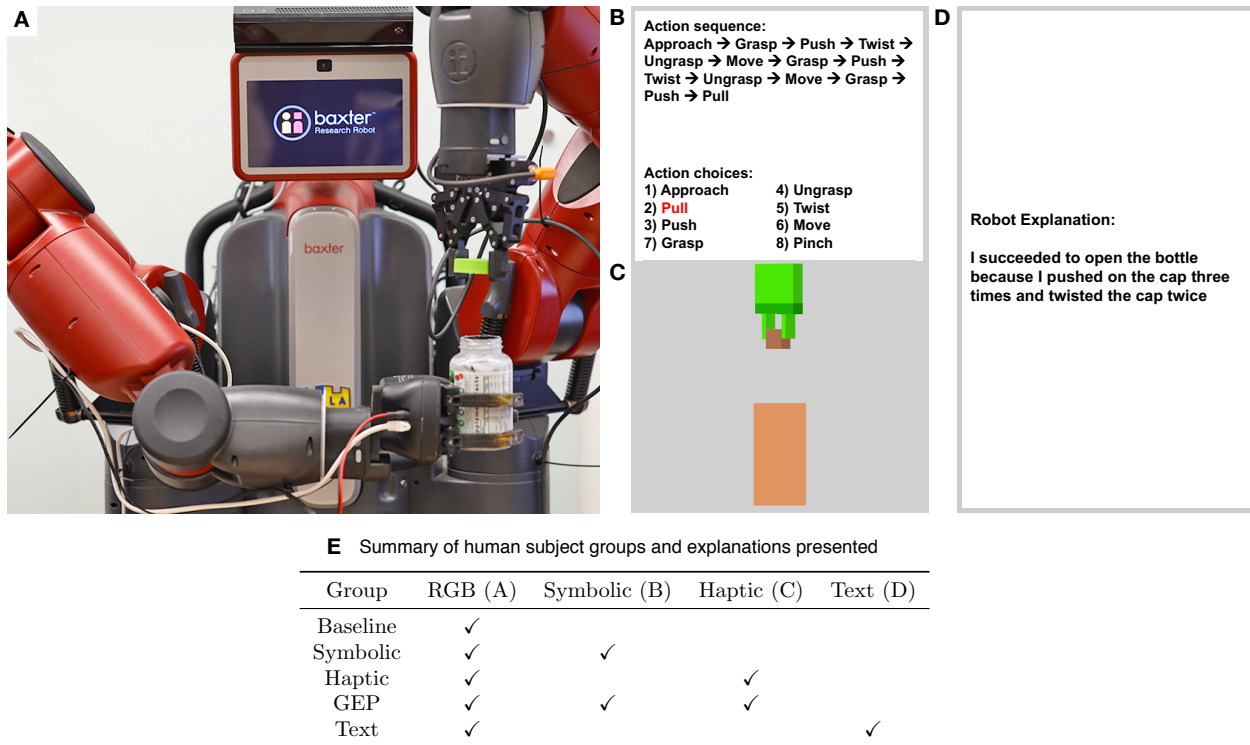 A
baxter™
Research Robot
baxter
LA
B
Action sequence:
Approach → Grasp → Push → Twist →
Ungrasp → Move → Grasp → Push →
Twist → Ungrasp → Move → Grasp →
Push → Pull
Action choices:
1) Approach 4) Ungrasp
2) Pull 5) Twist
3) Push 6) Move
7) Grasp 8) Pinch
C
D
Robot Explanation:
I succeeded to open the bottle
because I pushed on the cap three
times and twisted the cap twice
E Summary of human subject groups and explanations presented
Group RGB (A) Symbolic (B) Haptic (C) Text (D)
Baseline ✓
Symbolic ✓ ✓
Haptic ✓ ✓
GEP ✓ ✓ ✓
Text ✓ ✓